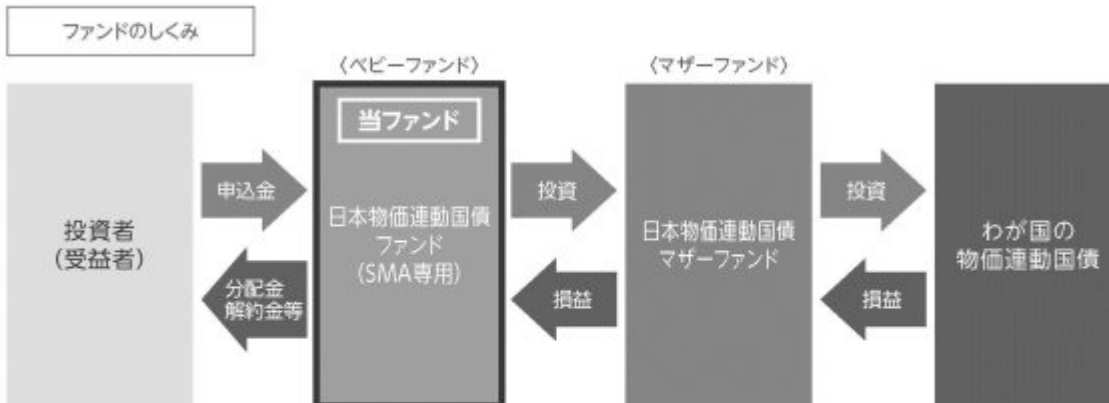 ファンドのしくみ
〈ベビーファンド〉
〈マザーファンド〉
投資者
(受益者)
申込金
分配金
解約金等
当ファンド
日本物価連動国債
ファンド
(SMA専用)
投資
損益
日本物価連動国債
マザーファンド
投資
損益
わが国の
物価連動国債